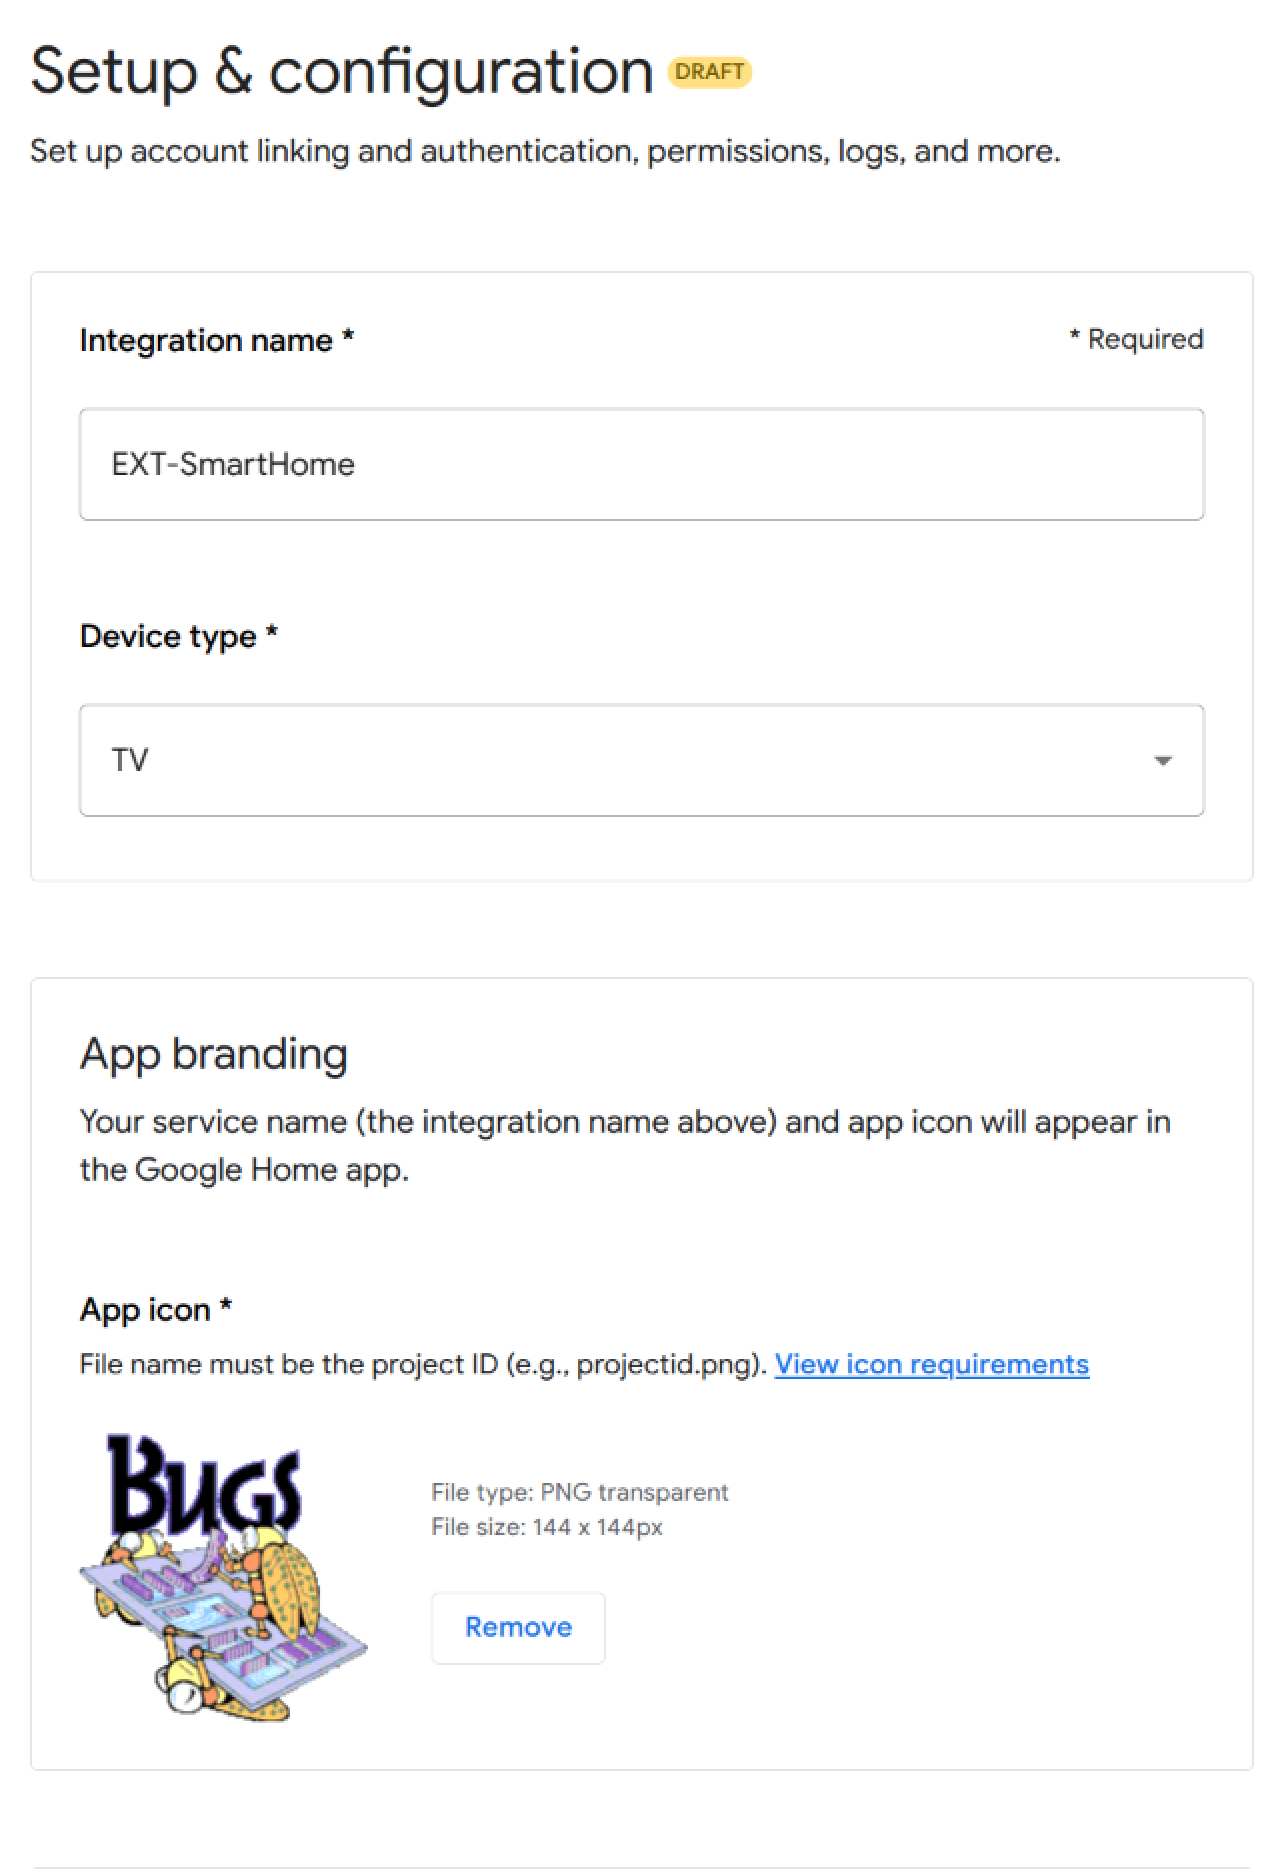 Setup & configuration DRAFT
Set up account linking and authentication, permissions, logs, and more.
Integration name *
* Required
EXT-SmartHome
Device type *
TV
App branding
Your service name (the integration name above) and app icon will appear in
the Google Home app.
App icon *
File name must be the project ID (e.g., projectid.png). View icon requirements
BUGS
File type: PNG transparent
File size: 144 x 144px
Remove